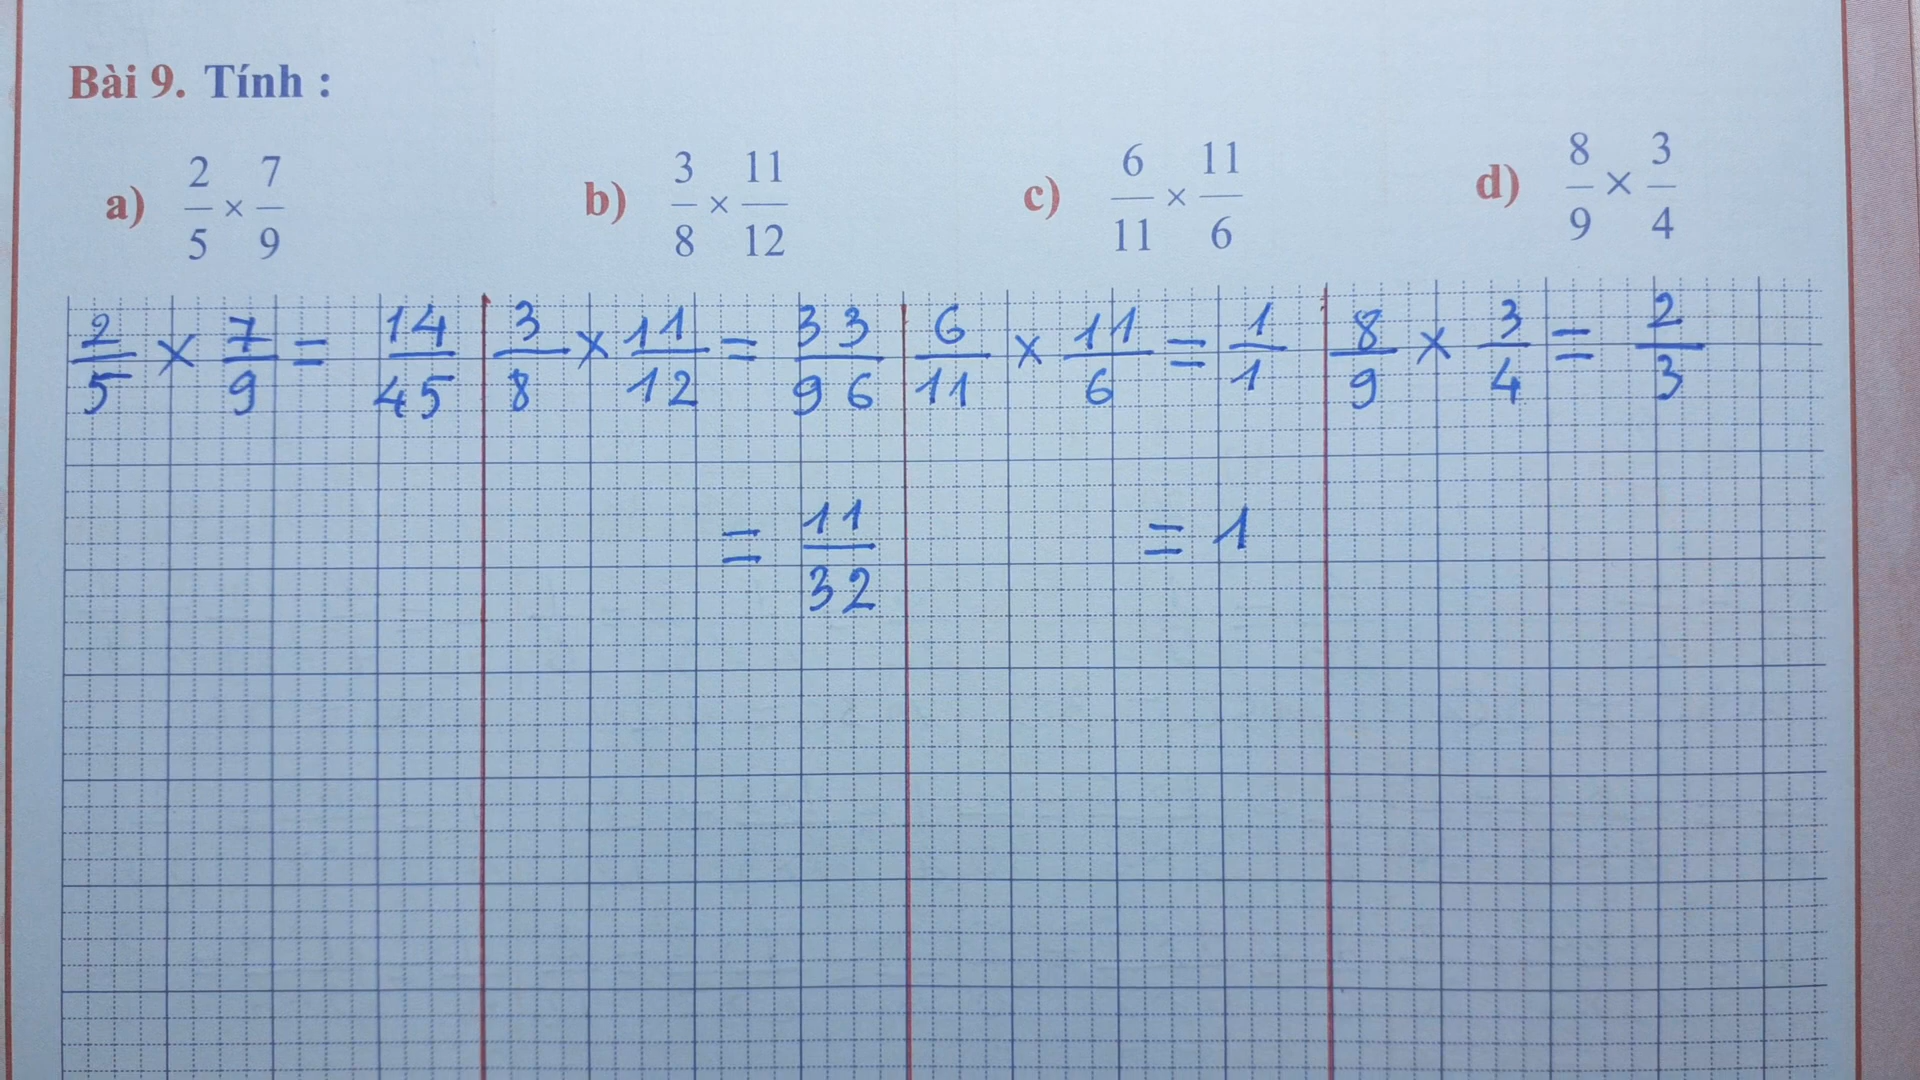 Bài 9. Tính :
a) 2/5 × 7/9 b) 3/8 × 11/12 c) 6/11 × 11/6 d) 8/9 × 3/4
2/5 × 7/9 = 14/45 3/8 × 11/12 = 33/96 6/11 × 11/6 = 1/1 8/9 × 3/4 = 2/3
= 11/32 = 1